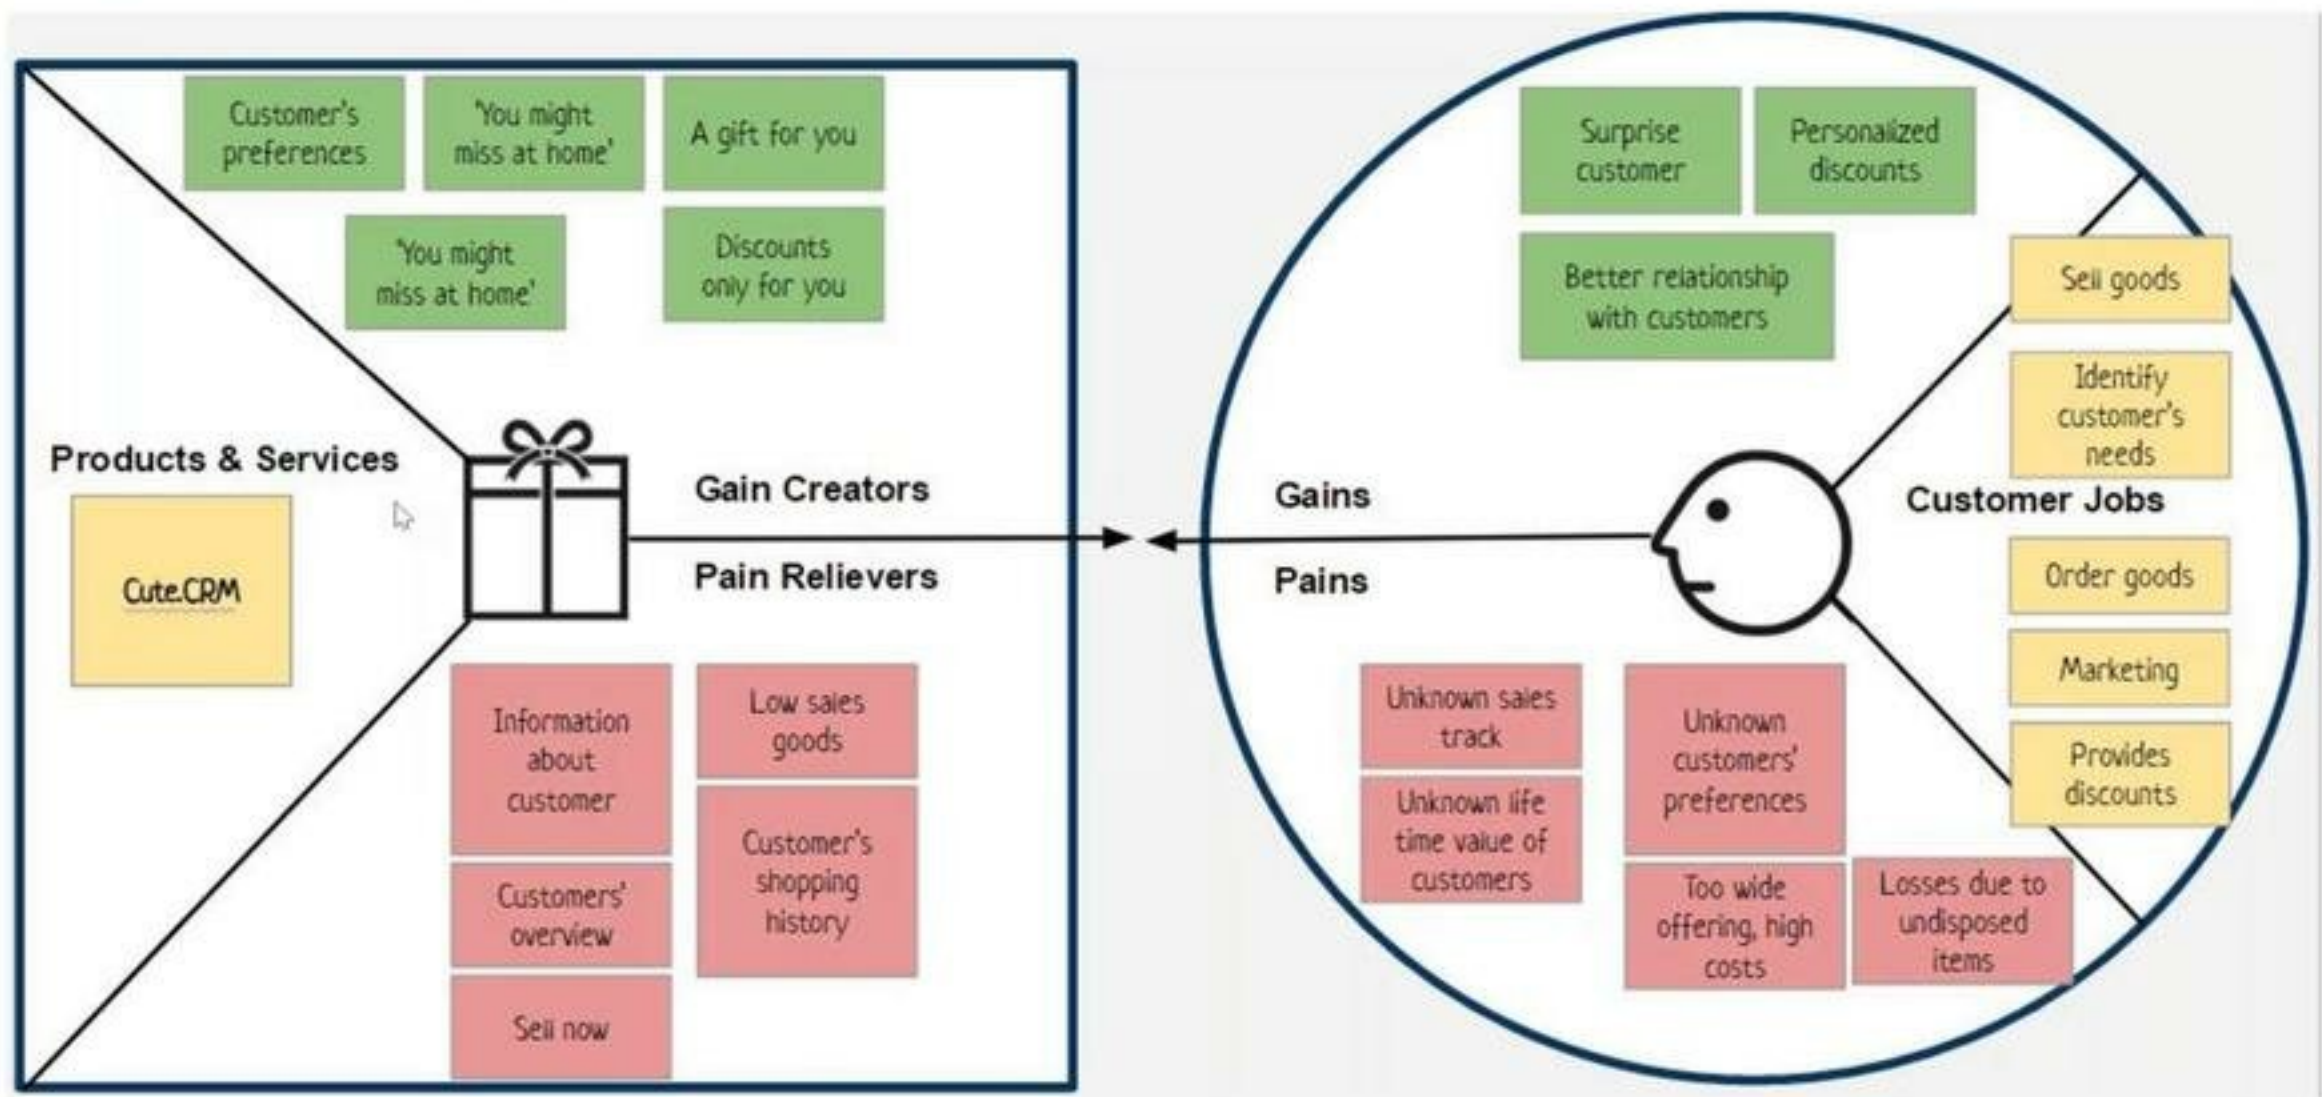 Customer's
preferences
'You might
miss at home'
A gift for you
'You might
miss at home'
Discounts
only for you
Products & Services
Cute.CRM
Gain Creators
Pain Relievers
Information
about
customer
Low sales
goods
Customer's
shopping
history
Customers'
overview
Sell now
Surprise
customer
Personalized
discounts
Better relationship
with customers
Gains
Pains
Sell goods
Identify
customer's
needs
Customer Jobs
Order goods
Marketing
Provides
discounts
Unknown sales
track
Unknown life
time value of
customers
Unknown
customers'
preferences
Too wide
offering, high
costs
Losses due to
undisposed
items